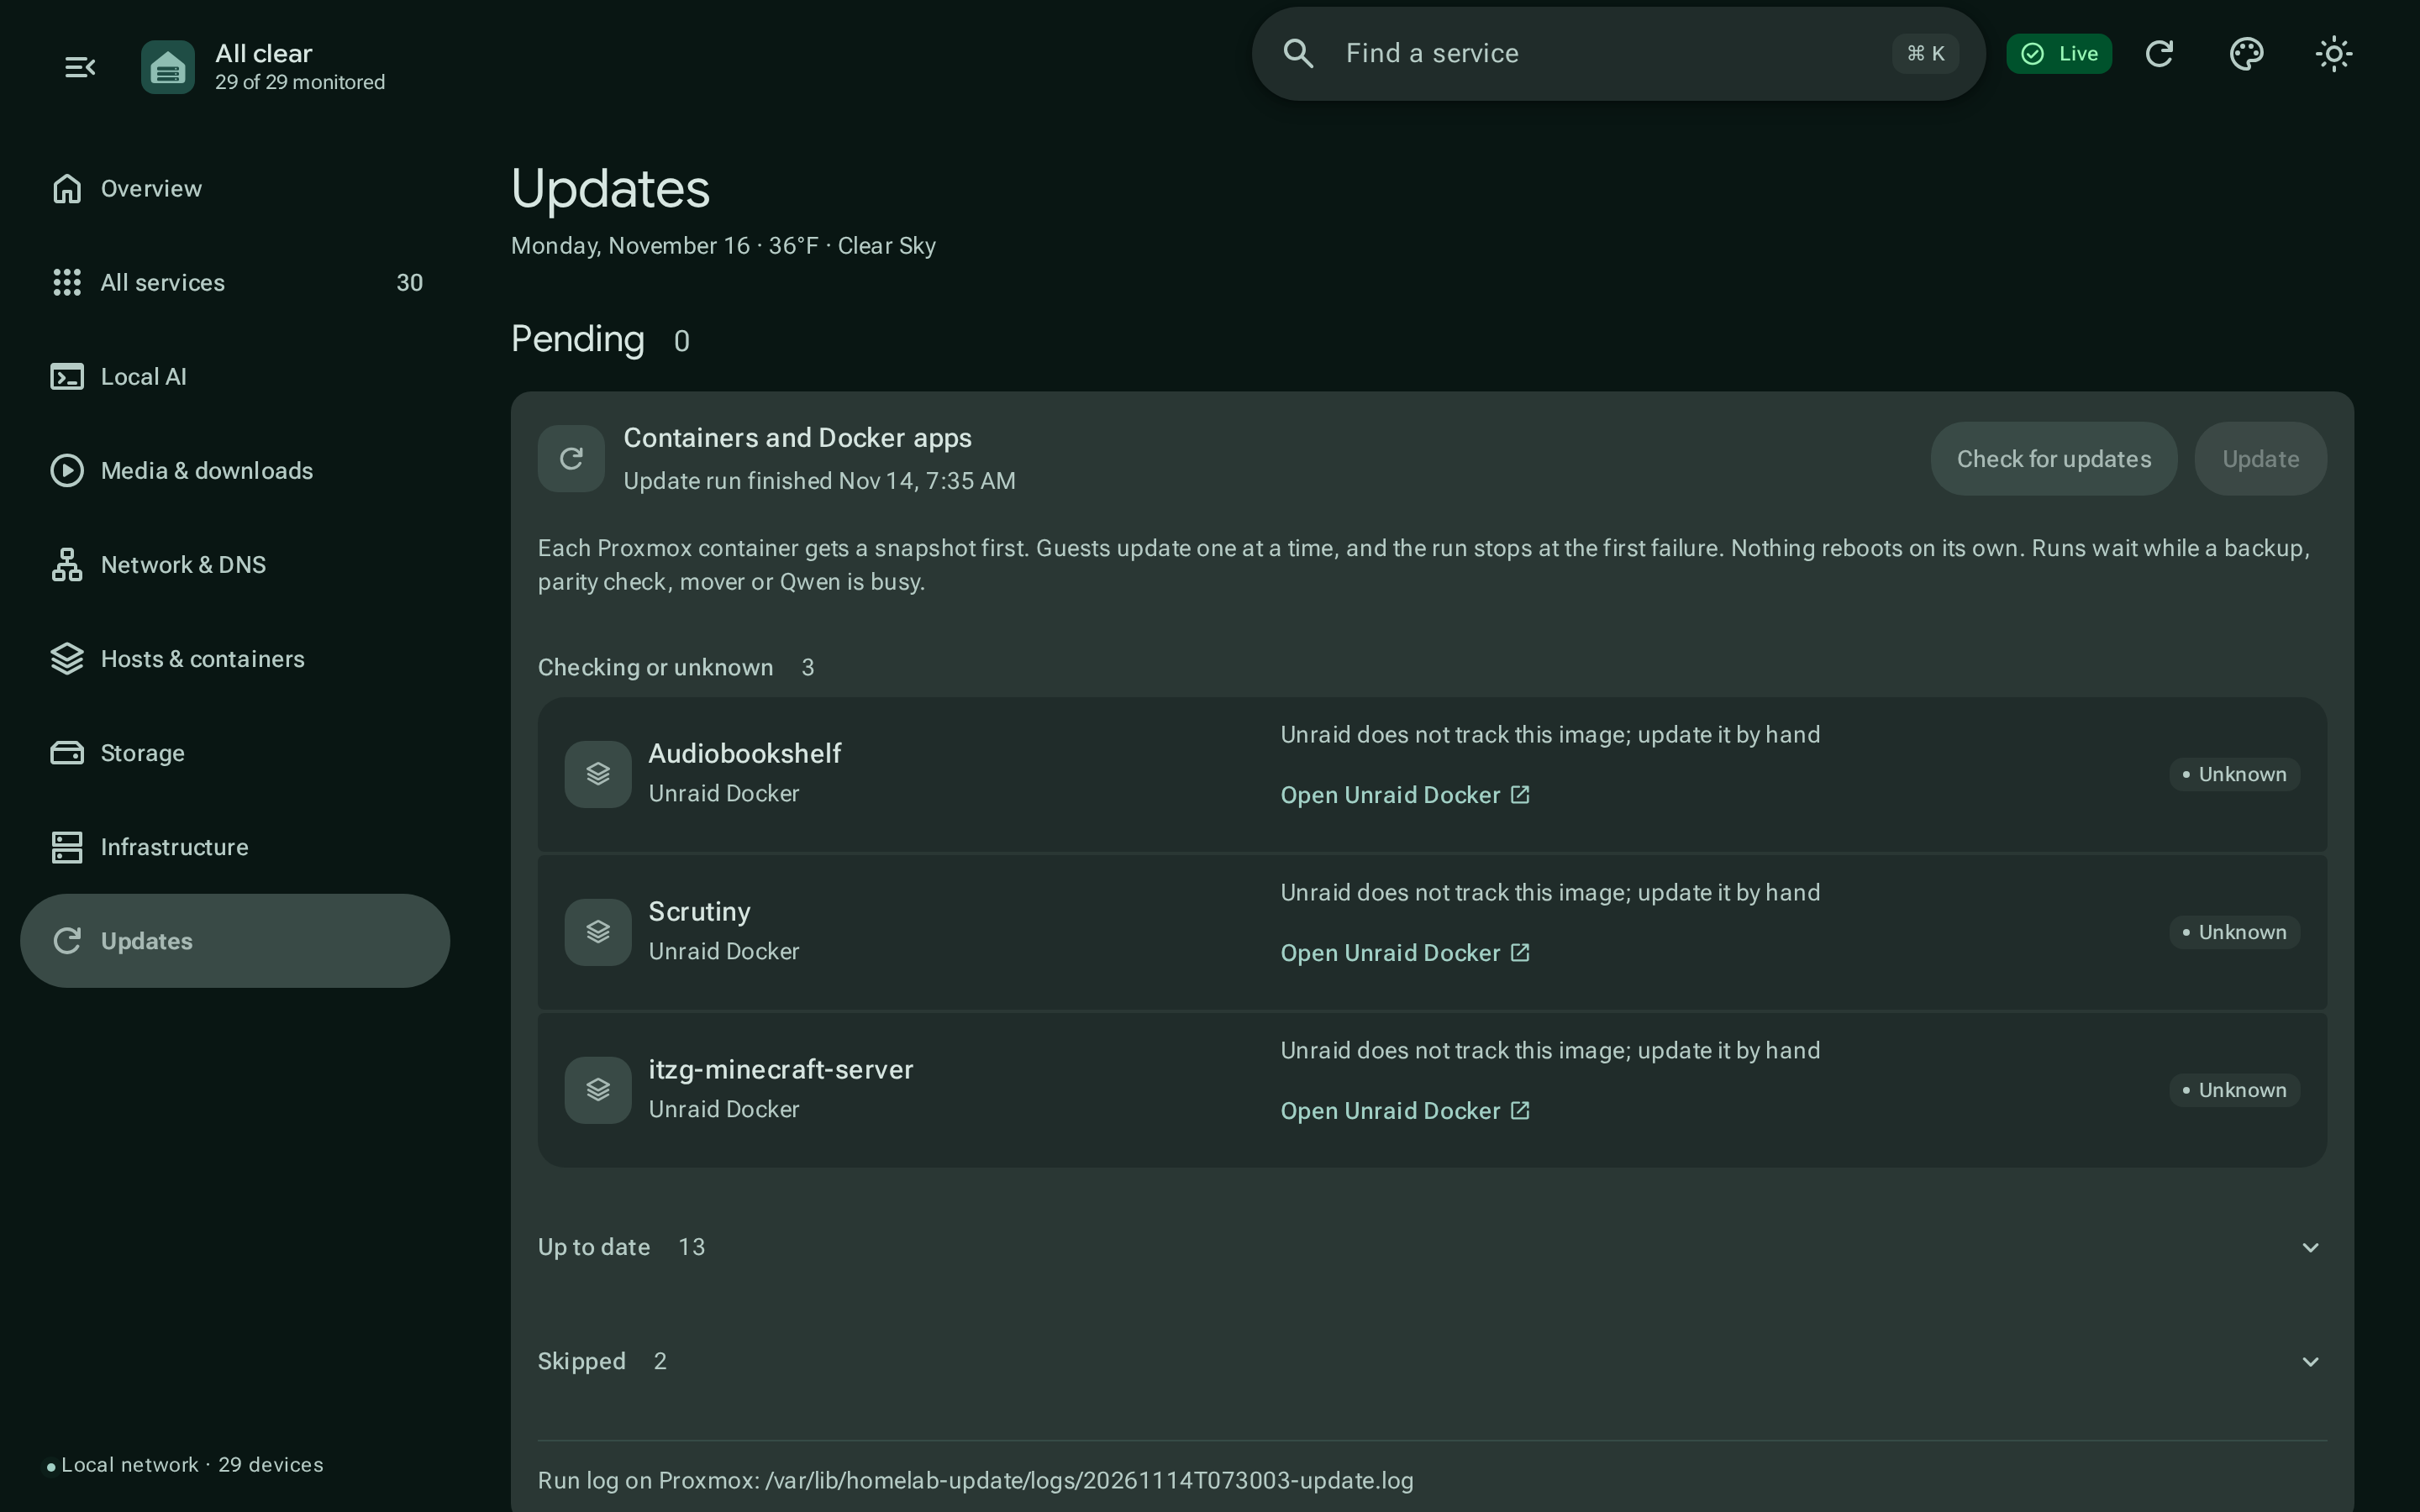 All clear
29 of 29 monitored
Find a service
⌘ K
Live
Overview
All services 30
Local AI
Media & downloads
Network & DNS
Hosts & containers
Storage
Infrastructure
Updates
Local network · 29 devices
Updates
Monday, November 16 · 36°F · Clear Sky
Pending 0
Containers and Docker apps
Update run finished Nov 14, 7:35 AM
Check for updates
Update
Each Proxmox container gets a snapshot first. Guests update one at a time, and the run stops at the first failure. Nothing reboots on its own. Runs wait while a backup,
parity check, mover or Qwen is busy.
Checking or unknown 3
Audiobookshelf
Unraid Docker
Unraid does not track this image; update it by hand
Open Unraid Docker
Unknown
Scrutiny
Unraid Docker
Unraid does not track this image; update it by hand
Open Unraid Docker
Unknown
itzg-minecraft-server
Unraid Docker
Unraid does not track this image; update it by hand
Open Unraid Docker
Unknown
Up to date 13
Skipped 2
Run log on Proxmox: /var/lib/homelab-update/logs/20261114T073003-update.log